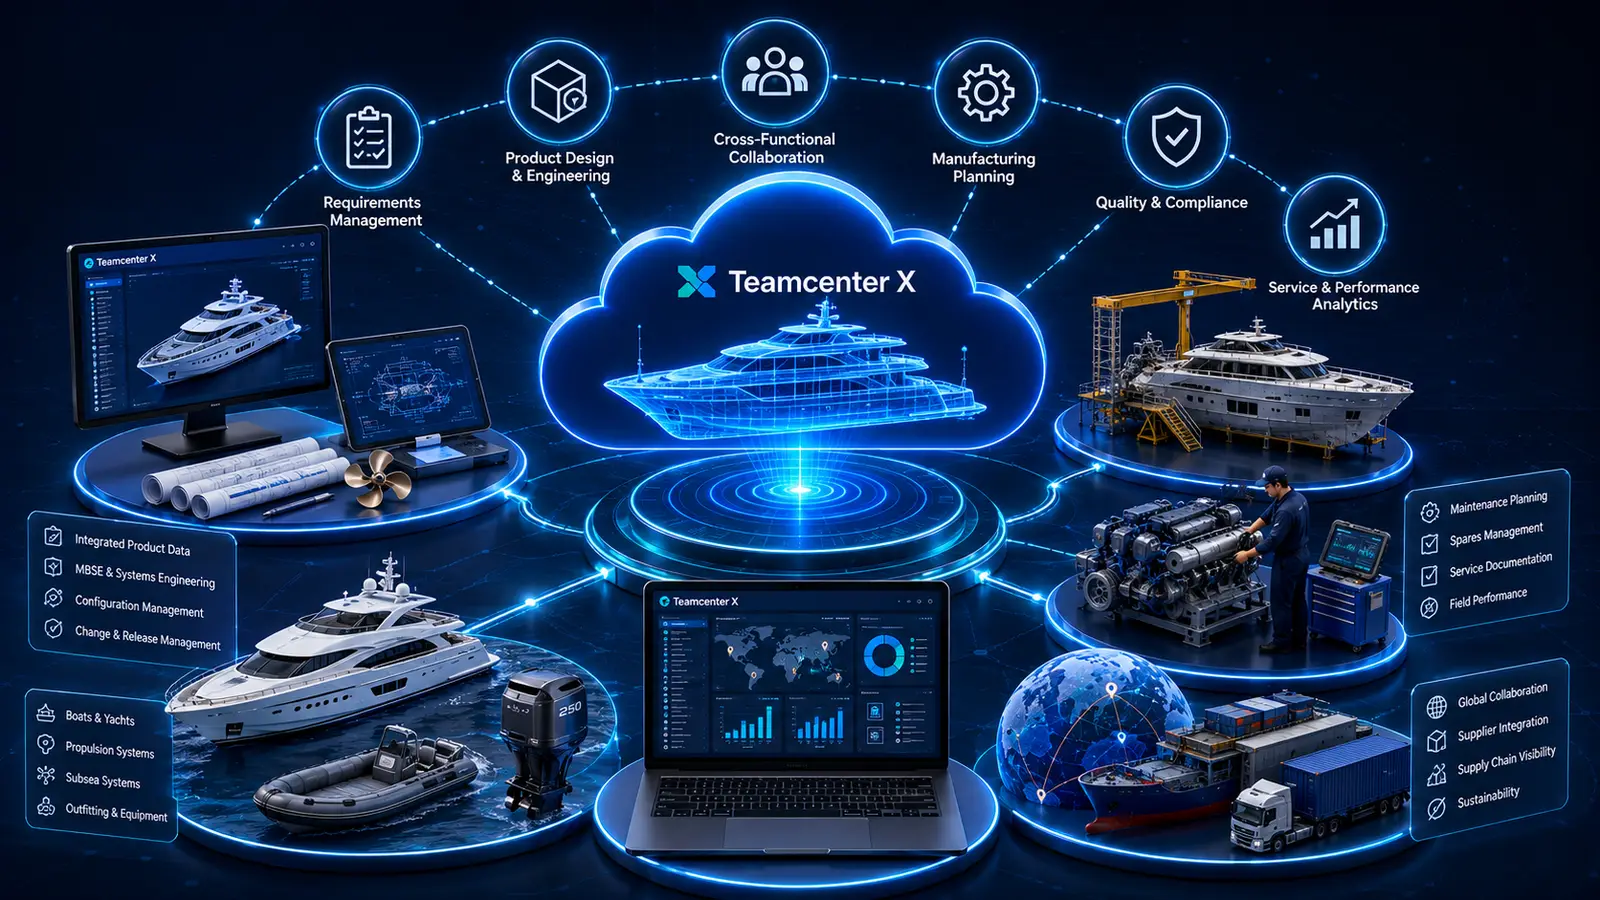 Requirements
Management
Product Design
& Engineering
Cross-Functional
Collaboration
Manufacturing
Planning
Quality & Compliance
Service & Performance
Analytics
Teamcenter X
Teamcenter X
Integrated Product Data
MBSE & Systems Engineering
Configuration Management
Change & Release Management
Boats & Yachts
Propulsion Systems
Subsea Systems
Outfitting & Equipment
250
Teamcenter X
Maintenance Planning
Spares Management
Service Documentation
Field Performance
Global Collaboration
Supplier Integration
Supply Chain Visibility
Sustainability